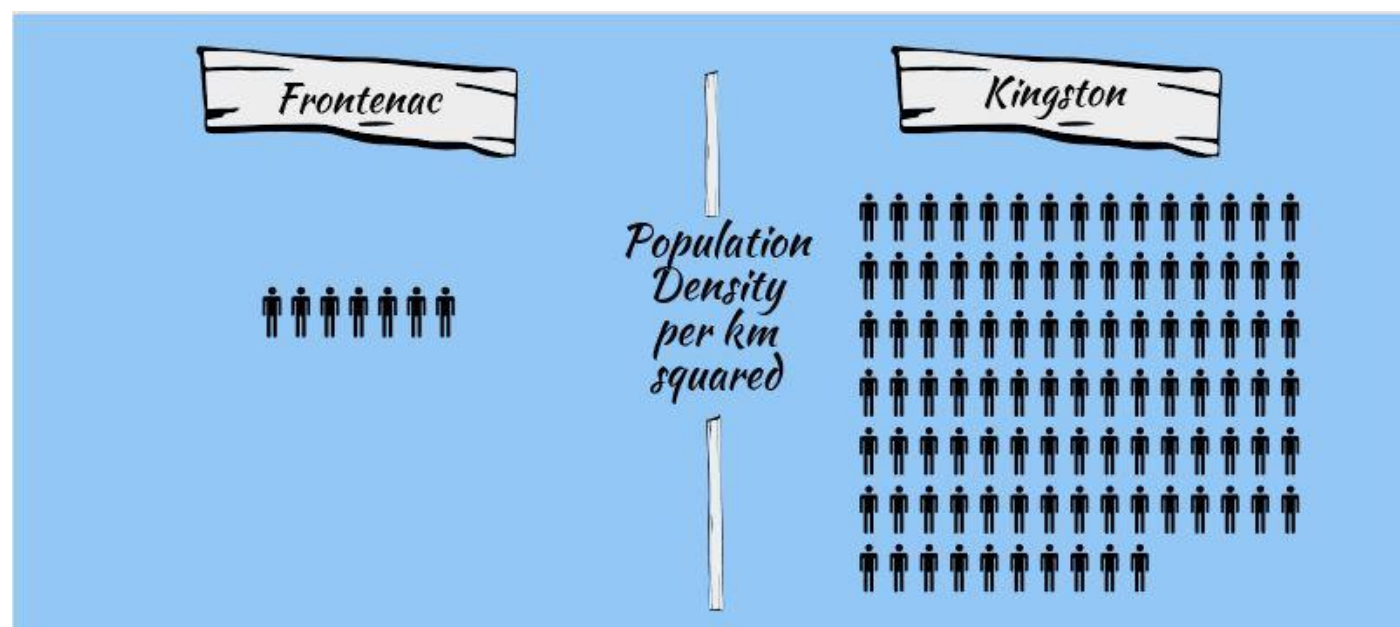 Frontenac
Kingston
Population
Density
per km
squared